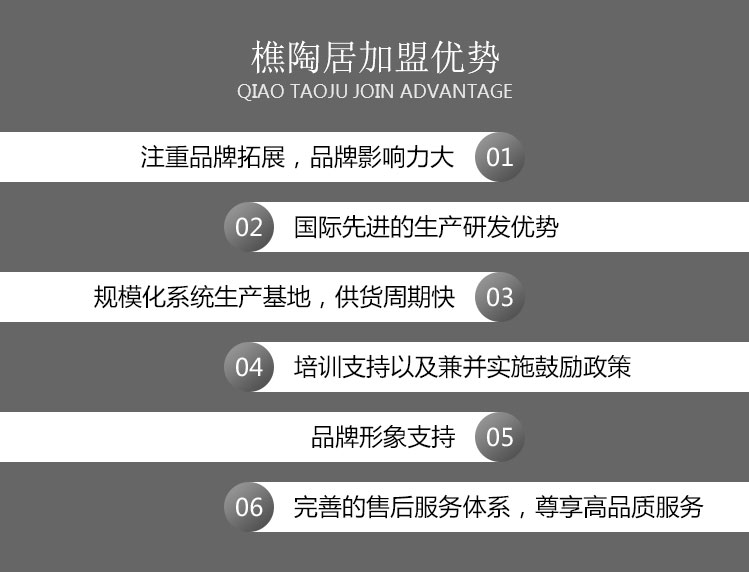 樵陶居加盟优势
QIAO TAOJU JOIN ADVANTAGE
注重品牌拓展，品牌影响力大 01
02 国际先进的生产研发优势
规模化系统生产基地，供货周期快 03
04 培训支持以及兼并实施鼓励政策
品牌形象支持 05
06 完善的售后服务体系，尊享高品质服务